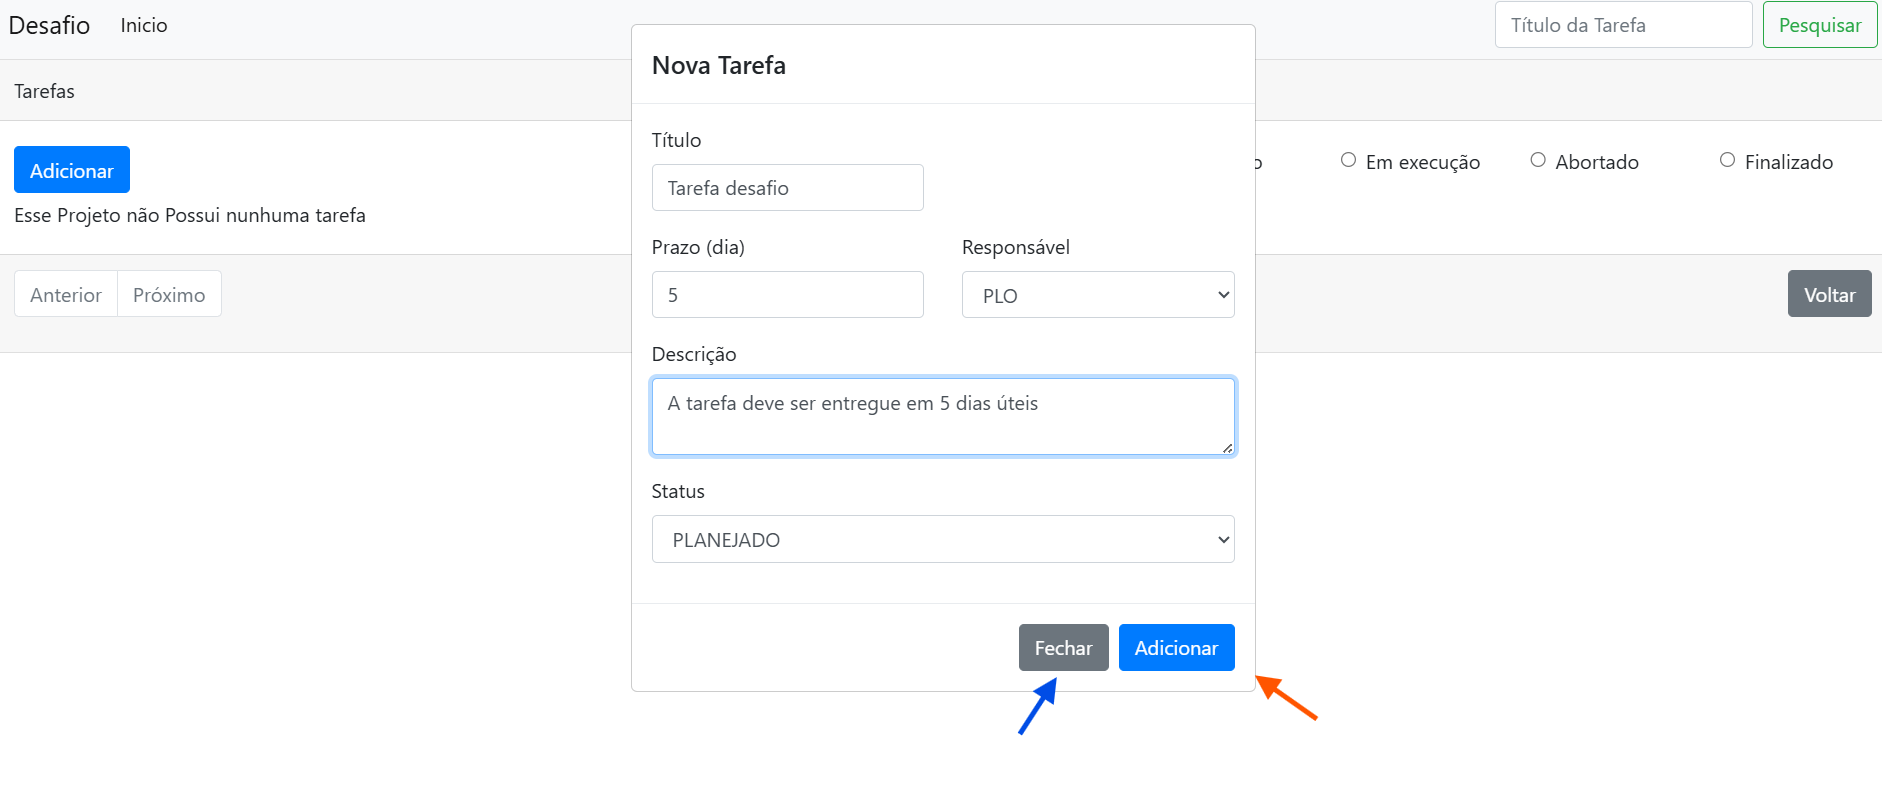 Desafio Inicio Título da Tarefa Pesquisar
Tarefas
Adicionar Em execução Abortado Finalizado
Esse Projeto não Possui nunhuma tarefa
Anterior Próximo Voltar
Nova Tarefa
Título
Tarefa desafio
Prazo (dia) Responsável
5 PLO
Descrição
A tarefa deve ser entregue em 5 dias úteis
Status
PLANEJADO
Fechar Adicionar